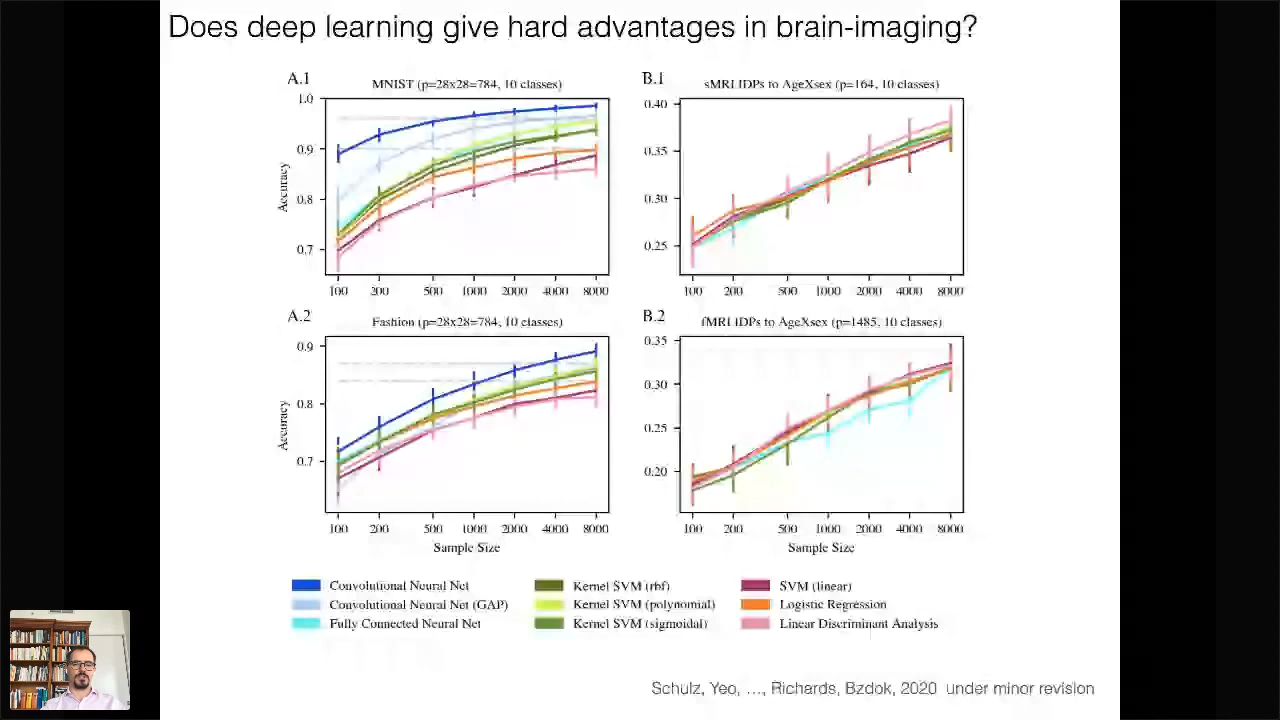 Does deep learning give hard advantages in brain-imaging?
A.1
MNIST (p=28x28=784, 10 classes)
1.0
0.9
0.8
0.7
Accuracy
100 200 500 1000 2000 4000 8000
B.1
sMRI IDPs to AgeXsex (p=164, 10 classes)
0.40
0.35
0.30
0.25
100 200 500 1000 2000 4000 8000
A.2
Fashion (p=28x28=784, 10 classes)
0.9
0.8
0.7
Accuracy
100 200 500 1000 2000 4000 8000
Sample Size
B.2
fMRI IDPs to AgeXsex (p=1485, 10 classes)
0.35
0.30
0.25
0.20
100 200 500 1000 2000 4000 8000
Sample Size
Convolutional Neural Net
Convolutional Neural Net (GAP)
Fully Connected Neural Net
Kernel SVM (rbf)
Kernel SVM (polynomial)
Kernel SVM (sigmoidal)
SVM (linear)
Logistic Regression
Linear Discriminant Analysis
Schulz, Yeo, ..., Richards, Bzdok, 2020 under minor revision